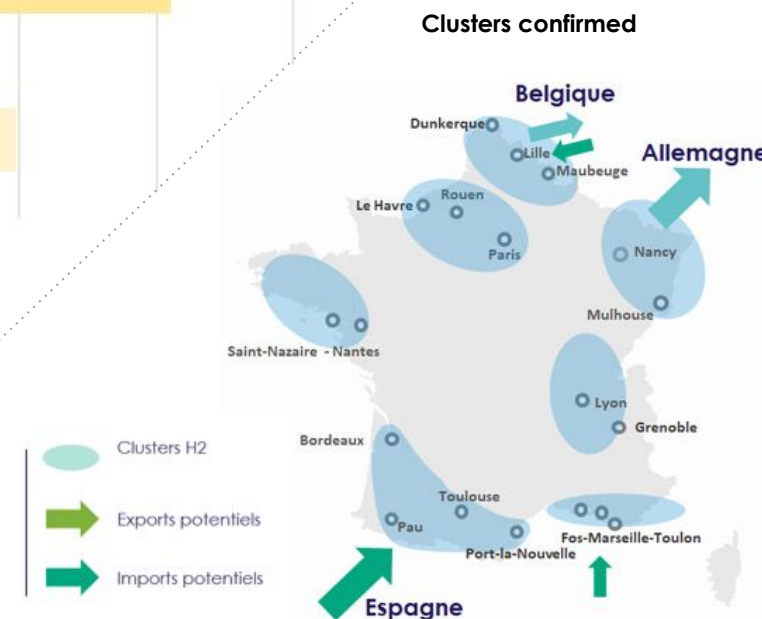 Clusters confirmed
Belgique
Dunkerque
Lille
Maubeuge
Allemagne
Le Havre
Rouen
Paris
Nancy
Mulhouse
Saint-Nazaire - Nantes
Lyon
Grenoble
Bordeaux
Toulouse
Pau
Port-la-Nouvelle
Fos-Marseille-Toulon
Espagne
Clusters H2
Exports potentiels
Imports potentiels